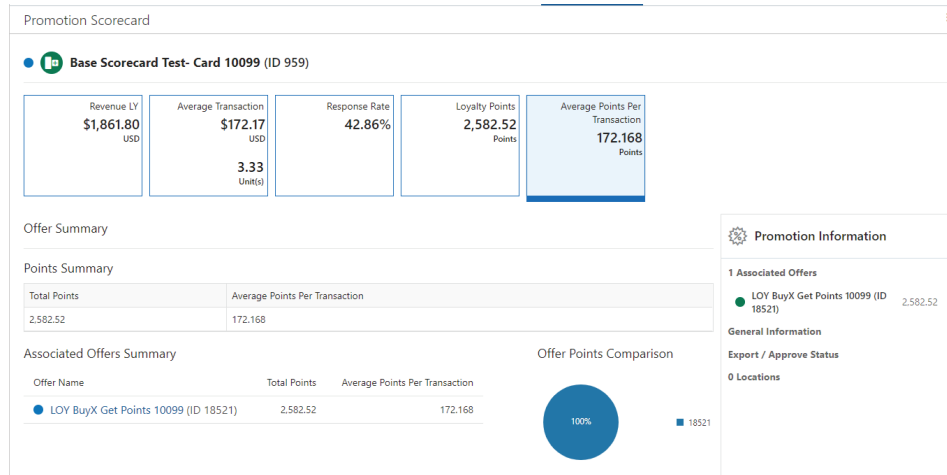 Promotion Scorecard
Base Scorecard Test- Card 10099 (ID 959)
Revenue LY
$1,861.80
USD
Average Transaction
$172.17
USD
3.33
Unit(s)
Response Rate
42.86%
Loyalty Points
2,582.52
Points
Average Points Per
Transaction
172.168
Points
Offer Summary
Points Summary
Total Points
Average Points Per Transaction
2,582.52
172.168
Associated Offers Summary
Offer Name
Total Points
Average Points Per Transaction
LOY BuyX Get Points 10099 (ID 18521)
2,582.52
172.168
Offer Points Comparison
100%
18521
Promotion Information
1 Associated Offers
LOY BuyX Get Points 10099 (ID
18521)
2,582.52
General Information
Export / Approve Status
0 Locations